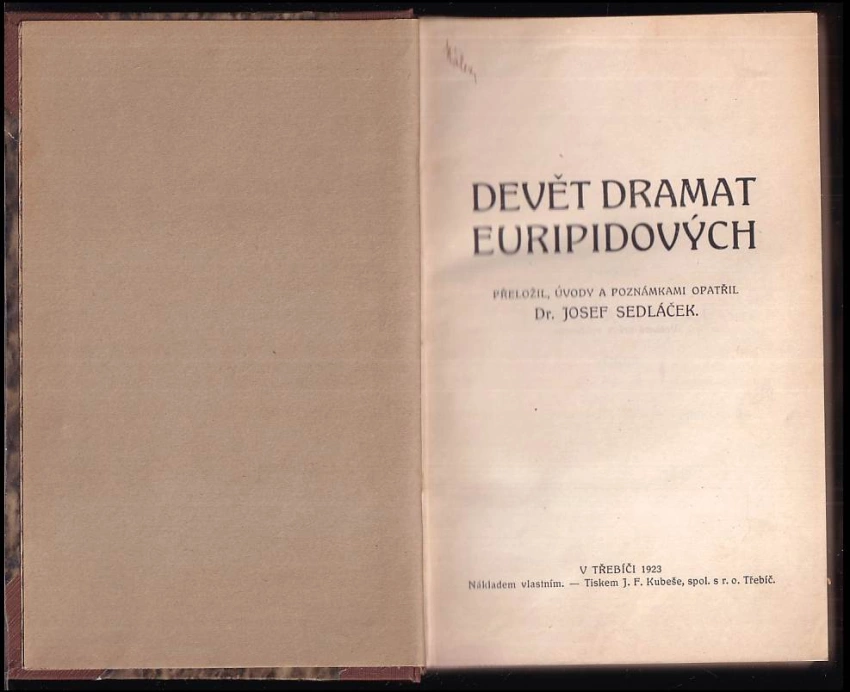 DEVĚT DRAMAT
EURIPIDOVÝCH
PŘELOŽIL, ÚVODY A POZNÁMKAMI OPATŘIL
Dr. JOSEF SEDLÁČEK.
V TŘEBÍČI 1923
Nákladem vlastním. — Tiskem J. F. Kubeše, spol. s r. o. Třebíč.